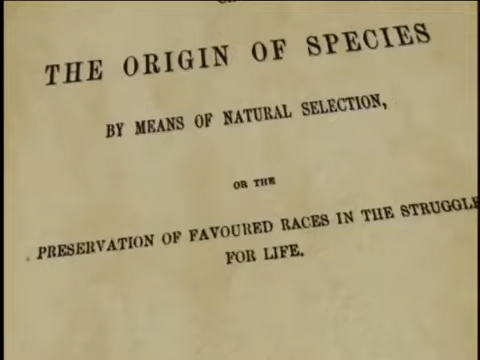 THE ORIGIN OF SPECIES
BY MEANS OF NATURAL SELECTION,
OR THE
PRESERVATION OF FAVOURED RACES IN THE STRUGGLE
FOR LIFE.